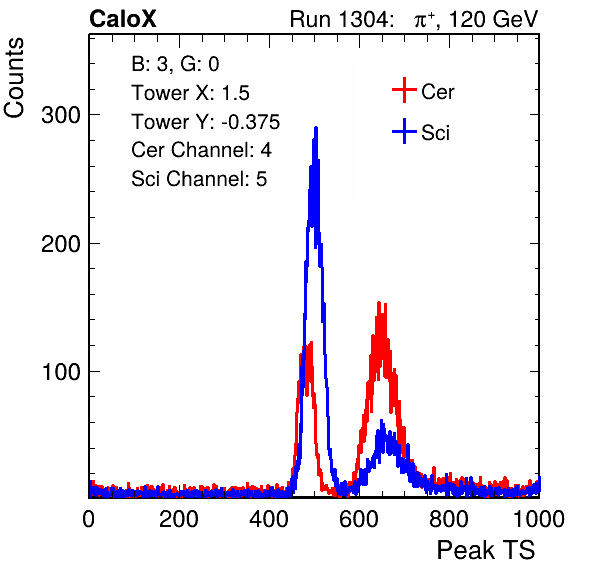 CaloX Run 1304: π⁺, 120 GeV
Counts
B: 3, G: 0
Tower X: 1.5
Tower Y: -0.375
Cer Channel: 4
Sci Channel: 5
Cer
Sci
300
200
100
0 200 400 600 800 1000
Peak TS